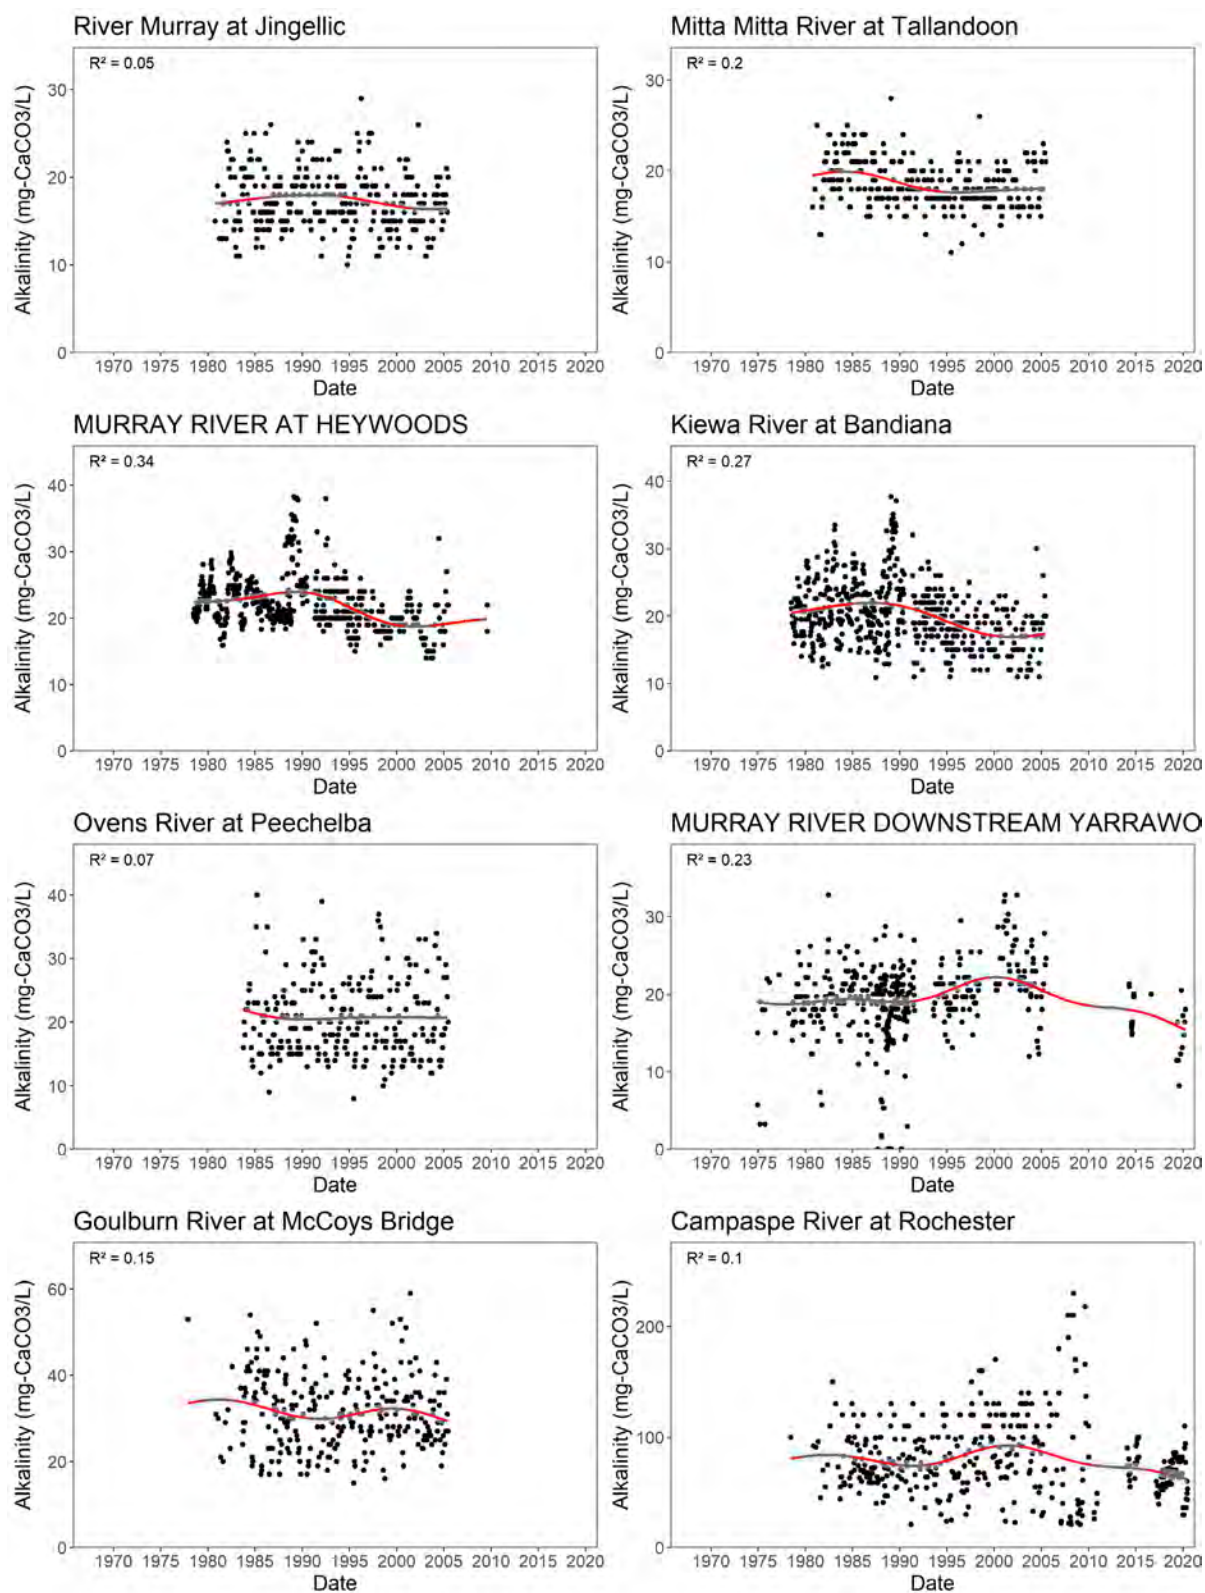 River Murray at Jingellic
R² = 0.05
Alkalinity (mg-CaCO3/L)
30
20
10
0
1970 1975 1980 1985 1990 1995 2000 2005 2010 2015 2020
Date
Mitta Mitta River at Tallandoon
R² = 0.2
Alkalinity (mg-CaCO3/L)
30
20
10
0
1970 1975 1980 1985 1990 1995 2000 2005 2010 2015 2020
Date
MURRAY RIVER AT HEYWOODS
R² = 0.34
Alkalinity (mg-CaCO3/L)
40
30
20
10
0
1970 1975 1980 1985 1990 1995 2000 2005 2010 2015 2020
Date
Kiewa River at Bandiana
R² = 0.27
Alkalinity (mg-CaCO3/L)
40
30
20
10
0
1970 1975 1980 1985 1990 1995 2000 2005 2010 2015 2020
Date
Ovens River at Peechelba
R² = 0.07
Alkalinity (mg-CaCO3/L)
40
30
20
10
0
1970 1975 1980 1985 1990 1995 2000 2005 2010 2015 2020
Date
MURRAY RIVER DOWNSTREAM YARRAWO
R² = 0.23
Alkalinity (mg-CaCO3/L)
30
20
10
0
1970 1975 1980 1985 1990 1995 2000 2005 2010 2015 2020
Date
Goulburn River at McCoys Bridge
R² = 0.15
Alkalinity (mg-CaCO3/L)
60
40
20
0
1970 1975 1980 1985 1990 1995 2000 2005 2010 2015 2020
Date
Campaspe River at Rochester
R² = 0.1
Alkalinity (mg-CaCO3/L)
200
100
0
1970 1975 1980 1985 1990 1995 2000 2005 2010 2015 2020
Date